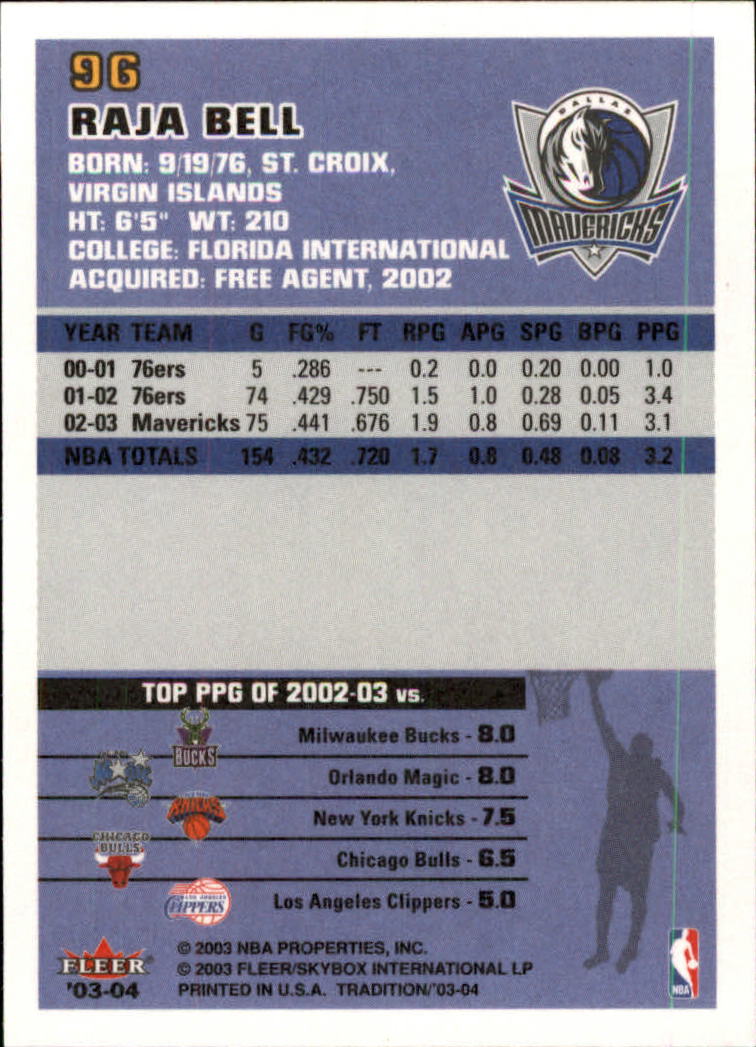 96
RAJA BELL
DALLAS
MAVERICKS
BORN: 9/19/76, ST. CROIX,
VIRGIN ISLANDS
HT: 6'5" WT: 210
COLLEGE: FLORIDA INTERNATIONAL
ACQUIRED: FREE AGENT, 2002
YEAR TEAM G FG% FT RPG APG SPG BPG PPG
00-01 76ers 5 .286 --- 0.2 0.0 0.20 0.00 1.0
01-02 76ers 74 .429 .750 1.5 1.0 0.28 0.05 3.4
02-03 Mavericks 75 .441 .676 1.9 0.8 0.69 0.11 3.1
NBA TOTALS 154 .432 .720 1.7 0.8 0.48 0.08 3.2
TOP PPG OF 2002-03 vs.
BUCKS
Milwaukee Bucks - 8.0
Orlando Magic - 8.0
KNICKS
New York Knicks - 7.5
CHICAGO
BULLS
Chicago Bulls - 6.5
LOS ANGELES
CLIPPERS
Los Angeles Clippers - 5.0
FLEER
'03-04
© 2003 NBA PROPERTIES, INC.
© 2003 FLEER/SKYBOX INTERNATIONAL LP
PRINTED IN U.S.A. TRADITION/'03-04
NBA